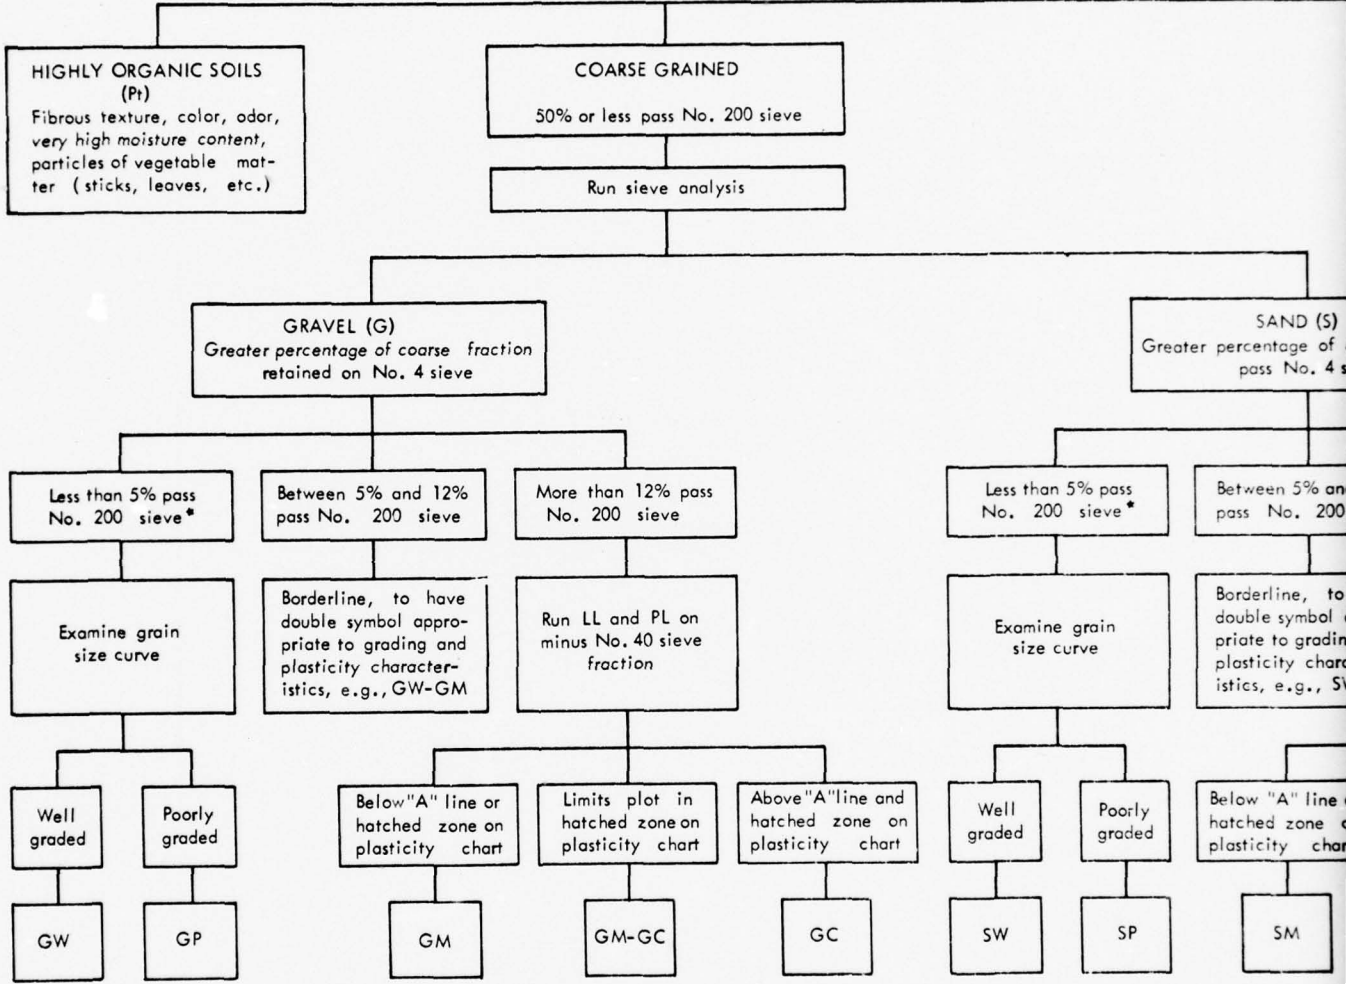 HIGHLY ORGANIC SOILS
(Pt)
Fibrous texture, color, odor,
very high moisture content,
particles of vegetable mat-
ter (sticks, leaves, etc.)
COARSE GRAINED
50% or less pass No. 200 sieve
Run sieve analysis
GRAVEL (G)
Greater percentage of coarse fraction
retained on No. 4 sieve
SAND (S)
Greater percentage of
pass No. 4
Less than 5% pass
No. 200 sieve*
Between 5% and 12%
pass No. 200 sieve
More than 12% pass
No. 200 sieve
Less than 5% pass
No. 200 sieve*
Between 5%
pass No. 200
Examine grain
size curve
Borderline, to have
double symbol appro-
priate to grading and
plasticity character-
istics, e.g., GW-GM
Run LL and PL on
minus No. 40 sieve
fraction
Examine grain
size curve
Borderline, to
double symbol
priate to
plasticity
istics, e.g.,
Well
graded
Poorly
graded
Below "A" line or
hatched zone on
plasticity chart
Limits plot in
hatched zone on
plasticity chart
Above "A" line and
hatched zone on
plasticity chart
Well
graded
Poorly
graded
Below "A" line
hatched zone
plasticity
GW
GP
GM
GM-GC
GC
SW
SP
SM